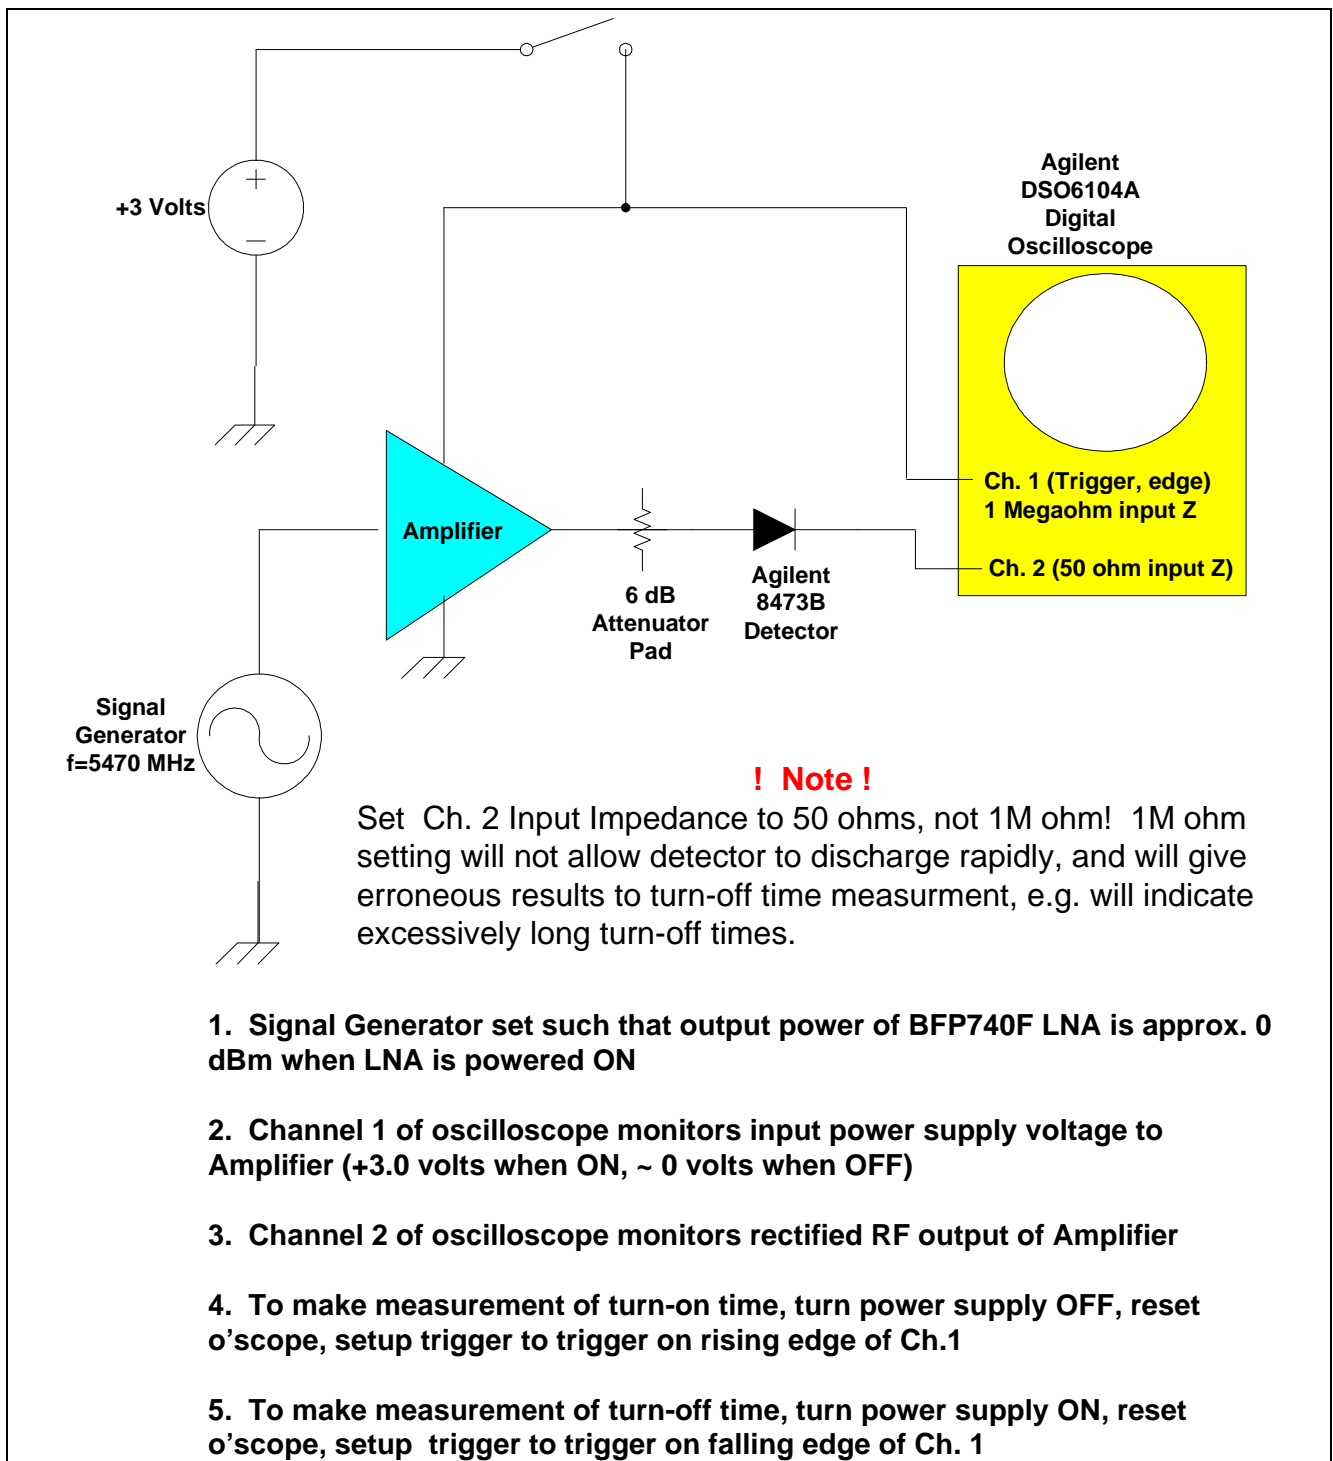 +3 Volts
Agilent
DSO6104A
Digital
Oscilloscope
Ch. 1 (Trigger, edge)
1 Megaohm input Z
Ch. 2 (50 ohm input Z)
Amplifier
6 dB
Attenuator
Pad
Agilent
8473B
Detector
Signal
Generator
f=5470 MHz
! Note !
Set Ch. 2 Input Impedance to 50 ohms, not 1M ohm! 1M ohm
setting will not allow detector to discharge rapidly, and will give
erroneous results to turn-off time measurment, e.g. will indicate
excessively long turn-off times.
1. Signal Generator set such that output power of BFP740F LNA is approx. 0
dBm when LNA is powered ON
2. Channel 1 of oscilloscope monitors input power supply voltage to
Amplifier (+3.0 volts when ON, ~ 0 volts when OFF)
3. Channel 2 of oscilloscope monitors rectified RF output of Amplifier
4. To make measurement of turn-on time, turn power supply OFF, reset
o’scope, setup trigger to trigger on rising edge of Ch.1
5. To make measurement of turn-off time, turn power supply ON, reset
o’scope, setup trigger to trigger on falling edge of Ch. 1